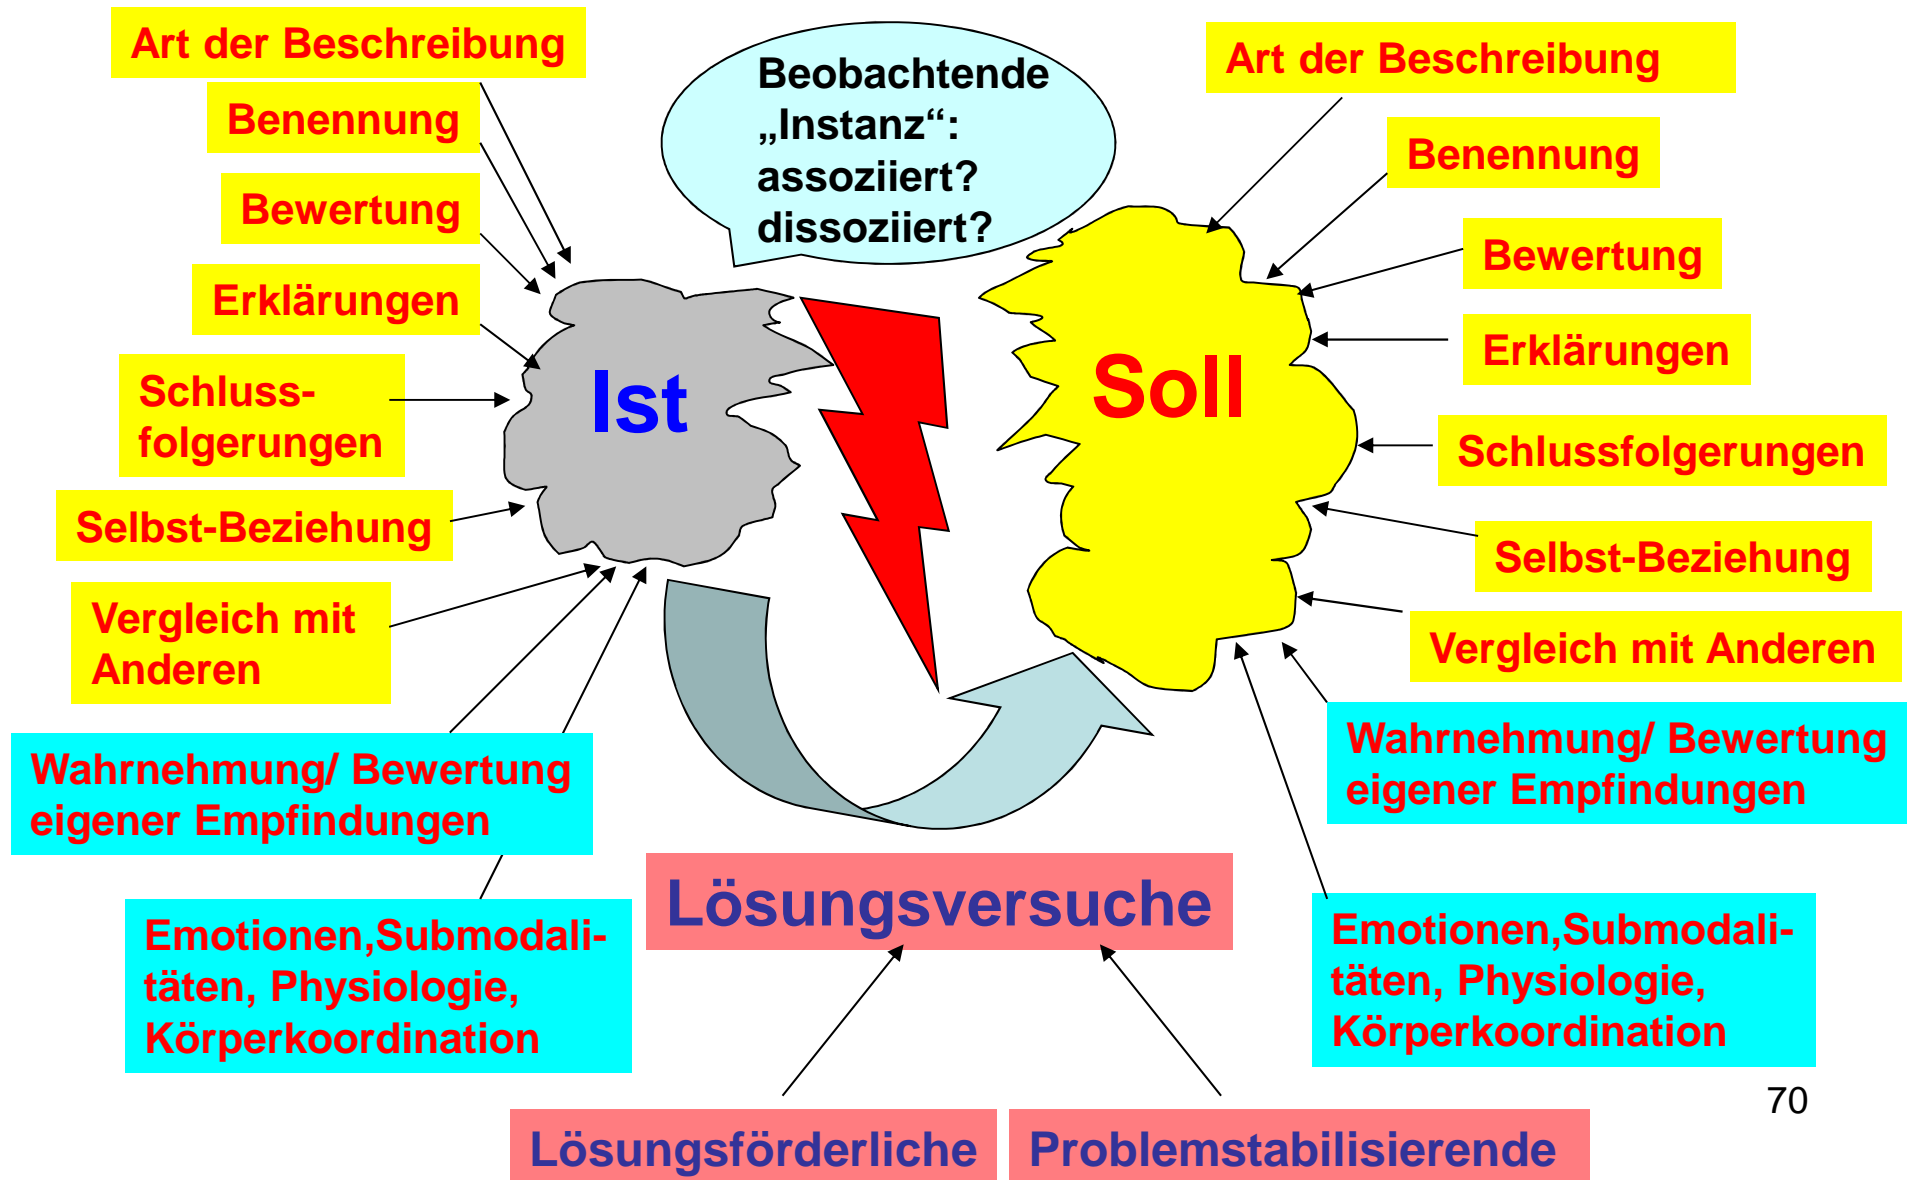 Art der Beschreibung
Benennung
Bewertung
Erklärungen
Schluss-
folgerungen
Selbst-Beziehung
Vergleich mit
Anderen
Wahrnehmung/ Bewertung
eigener Empfindungen
Emotionen,Submodali-
täten, Physiologie,
Körperkoordination
Ist
Beobachtende
„Instanz“:
assoziiert?
dissoziiert?
Soll
Art der Beschreibung
Benennung
Bewertung
Erklärungen
Schlussfolgerungen
Selbst-Beziehung
Vergleich mit Anderen
Wahrnehmung/ Bewertung
eigener Empfindungen
Emotionen,Submodali-
täten, Physiologie,
Körperkoordination
Lösungsversuche
Lösungsförderliche
Problemstabilisierende
70